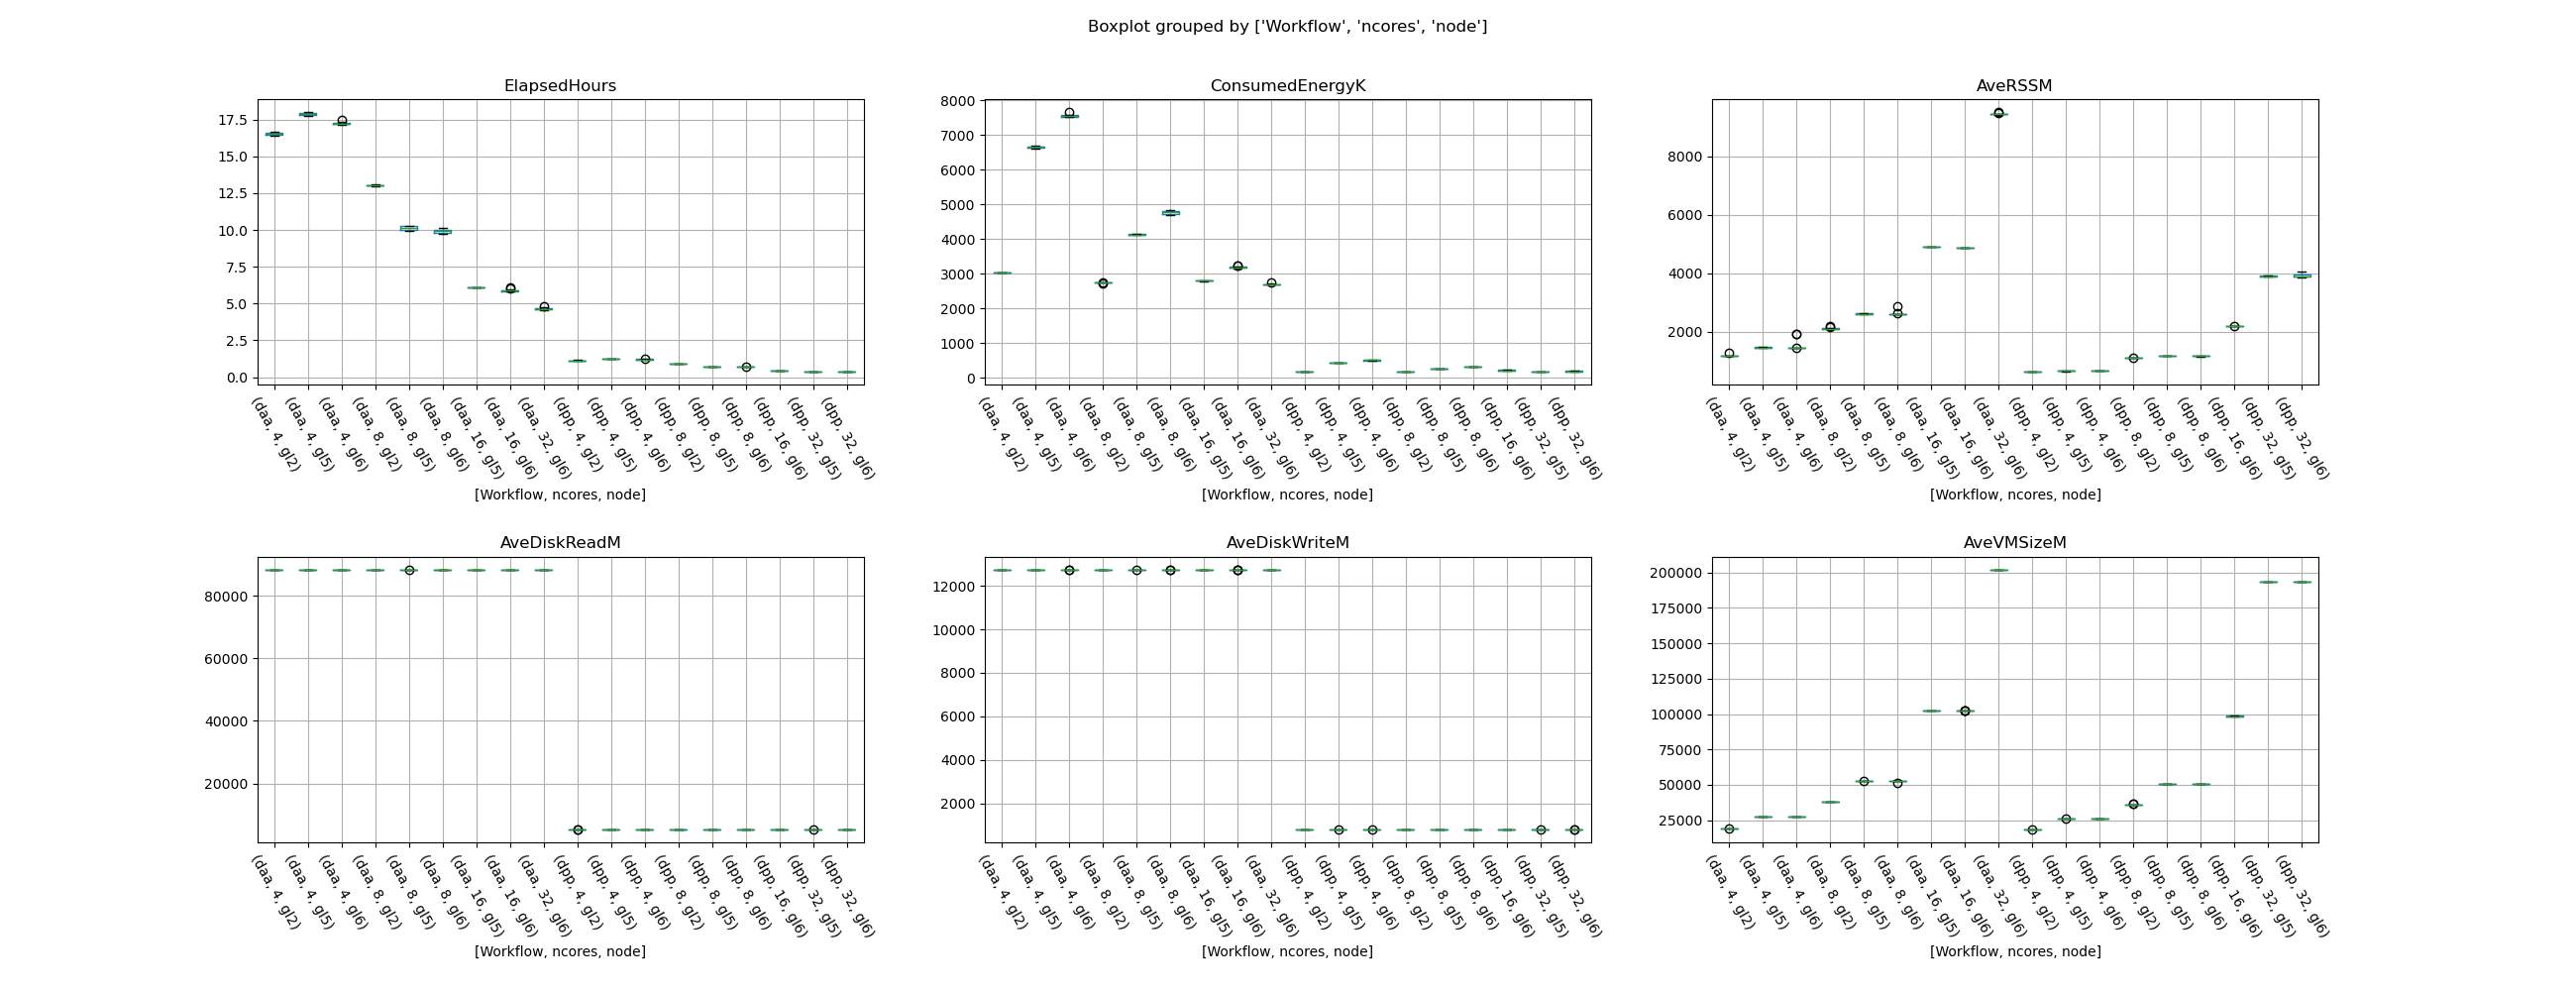 Boxplot grouped by ['Workflow', 'ncores', 'node']
ElapsedHours
17.5
15.0
12.5
10.0
7.5
5.0
2.5
0.0
(daa, 4, gl2)
(daa, 4, gl5)
(daa, 4, gl6)
(daa, 8, gl2)
(daa, 8, gl5)
(daa, 8, gl6)
(daa, 16, gl5)
(daa, 16, gl6)
(daa, 32, gl6)
(dpp, 4, gl2)
(dpp, 4, gl5)
(dpp, 4, gl6)
(dpp, 8, gl2)
(dpp, 8, gl5)
(dpp, 8, gl6)
(dpp, 16, gl6)
(dpp, 32, gl5)
(dpp, 32, gl6)
[Workflow, ncores, node]
ConsumedEnergyK
8000
7000
6000
5000
4000
3000
2000
1000
0
(daa, 4, gl2)
(daa, 4, gl5)
(daa, 4, gl6)
(daa, 8, gl2)
(daa, 8, gl5)
(daa, 8, gl6)
(daa, 16, gl5)
(daa, 16, gl6)
(daa, 32, gl6)
(dpp, 4, gl2)
(dpp, 4, gl5)
(dpp, 4, gl6)
(dpp, 8, gl2)
(dpp, 8, gl5)
(dpp, 8, gl6)
(dpp, 16, gl6)
(dpp, 32, gl5)
(dpp, 32, gl6)
[Workflow, ncores, node]
AveRSSM
8000
6000
4000
2000
(daa, 4, gl2)
(daa, 4, gl5)
(daa, 4, gl6)
(daa, 8, gl2)
(daa, 8, gl5)
(daa, 8, gl6)
(daa, 16, gl5)
(daa, 16, gl6)
(daa, 32, gl6)
(dpp, 4, gl2)
(dpp, 4, gl5)
(dpp, 4, gl6)
(dpp, 8, gl2)
(dpp, 8, gl5)
(dpp, 8, gl6)
(dpp, 16, gl6)
(dpp, 32, gl5)
(dpp, 32, gl6)
[Workflow, ncores, node]
AveDiskReadM
80000
60000
40000
20000
(daa, 4, gl2)
(daa, 4, gl5)
(daa, 4, gl6)
(daa, 8, gl2)
(daa, 8, gl5)
(daa, 8, gl6)
(daa, 16, gl5)
(daa, 16, gl6)
(daa, 32, gl6)
(dpp, 4, gl2)
(dpp, 4, gl5)
(dpp, 4, gl6)
(dpp, 8, gl2)
(dpp, 8, gl5)
(dpp, 8, gl6)
(dpp, 16, gl6)
(dpp, 32, gl5)
(dpp, 32, gl6)
[Workflow, ncores, node]
AveDiskWriteM
12000
10000
8000
6000
4000
2000
(daa, 4, gl2)
(daa, 4, gl5)
(daa, 4, gl6)
(daa, 8, gl2)
(daa, 8, gl5)
(daa, 8, gl6)
(daa, 16, gl5)
(daa, 16, gl6)
(daa, 32, gl6)
(dpp, 4, gl2)
(dpp, 4, gl5)
(dpp, 4, gl6)
(dpp, 8, gl2)
(dpp, 8, gl5)
(dpp, 8, gl6)
(dpp, 16, gl6)
(dpp, 32, gl5)
(dpp, 32, gl6)
[Workflow, ncores, node]
AveVMSizeM
200000
175000
150000
125000
100000
75000
50000
25000
(daa, 4, gl2)
(daa, 4, gl5)
(daa, 4, gl6)
(daa, 8, gl2)
(daa, 8, gl5)
(daa, 8, gl6)
(daa, 16, gl5)
(daa, 16, gl6)
(daa, 32, gl6)
(dpp, 4, gl2)
(dpp, 4, gl5)
(dpp, 4, gl6)
(dpp, 8, gl2)
(dpp, 8, gl5)
(dpp, 8, gl6)
(dpp, 16, gl6)
(dpp, 32, gl5)
(dpp, 32, gl6)
[Workflow, ncores, node]